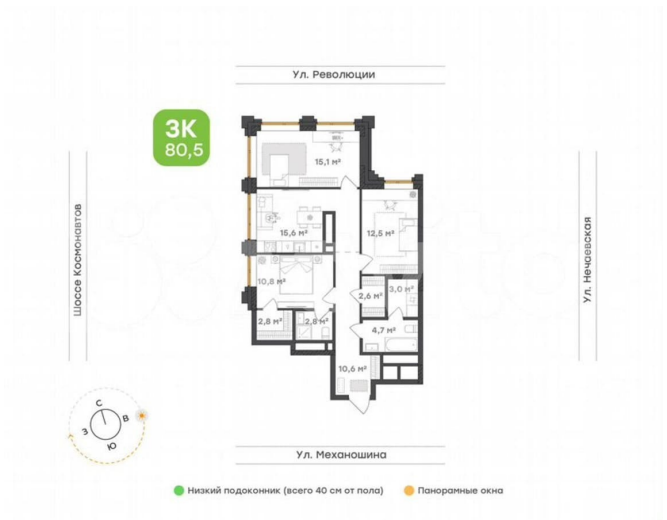 Ул. Революции
3К
80,5
15,1 м²
15,6 м²
12,5 м²
10,8 м²
2,6 м²
3,0 м²
2,8 м²
2,8 м²
4,7 м²
10,6 м²
Шоссе Космонавтов
Ул. Нечаевская
С
В
З
Ю
Ул. Механошина
Низкий подоконник (всего 40 см от пола)
Панорамные окна